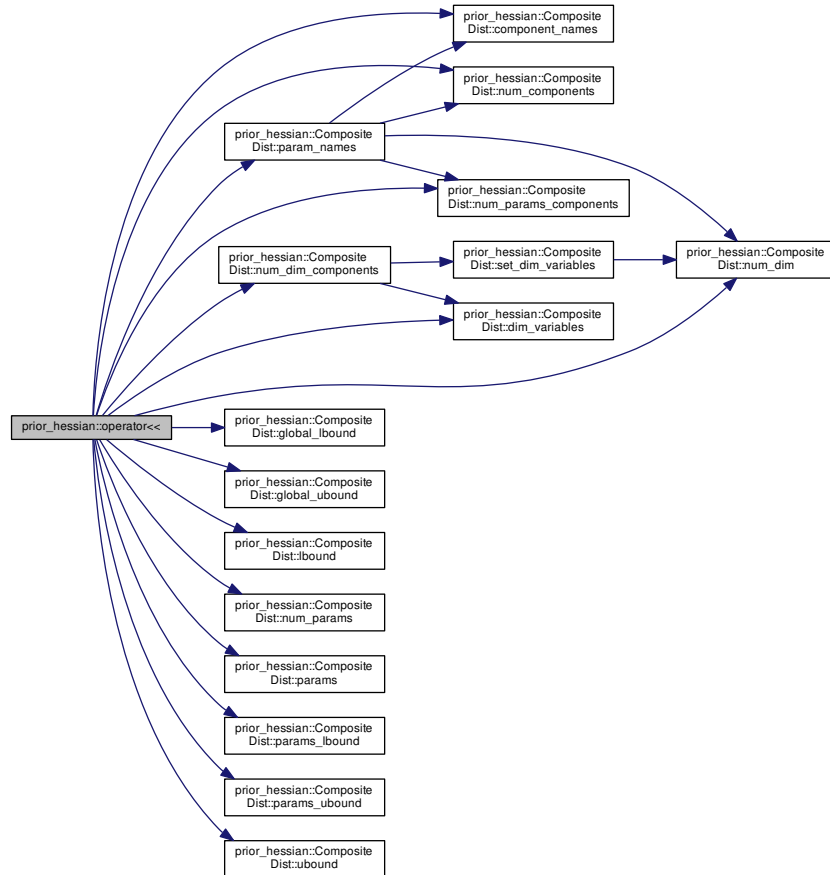 prior_hessian::Composite
Dist::component_names
prior_hessian::Composite
Dist::num_components
prior_hessian::Composite
Dist::param_names
prior_hessian::Composite
Dist::num_params_components
prior_hessian::Composite
Dist::num_dim_components
prior_hessian::Composite
Dist::set_dim_variables
prior_hessian::Composite
Dist::num_dim
prior_hessian::Composite
Dist::dim_variables
prior_hessian::operator<<
prior_hessian::Composite
Dist::global_lbound
prior_hessian::Composite
Dist::global_ubound
prior_hessian::Composite
Dist::lbound
prior_hessian::Composite
Dist::num_params
prior_hessian::Composite
Dist::params
prior_hessian::Composite
Dist::params_lbound
prior_hessian::Composite
Dist::params_ubound
prior_hessian::Composite
Dist::ubound